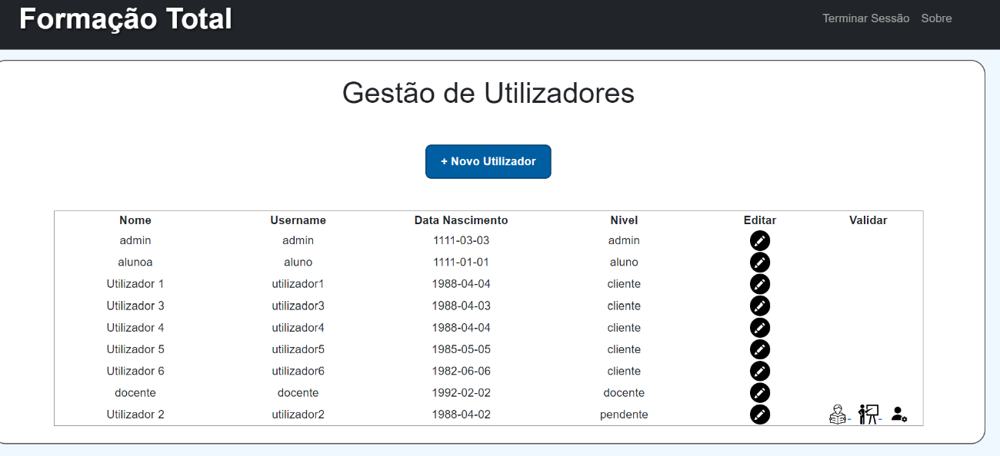 Formação Total
Terminar Sessão Sobre
Gestão de Utilizadores
+ Novo Utilizador
Nome Username Data Nascimento Nivel Editar Validar
admin admin 1111-03-03 admin
alunoa aluno 1111-01-01 aluno
Utilizador 1 utilizador1 1988-04-04 cliente
Utilizador 3 utilizador3 1988-04-03 cliente
Utilizador 4 utilizador4 1988-04-04 cliente
Utilizador 5 utilizador5 1985-05-05 cliente
Utilizador 6 utilizador6 1982-06-06 cliente
docente docente 1992-02-02 docente
Utilizador 2 utilizador2 1988-04-02 pendente